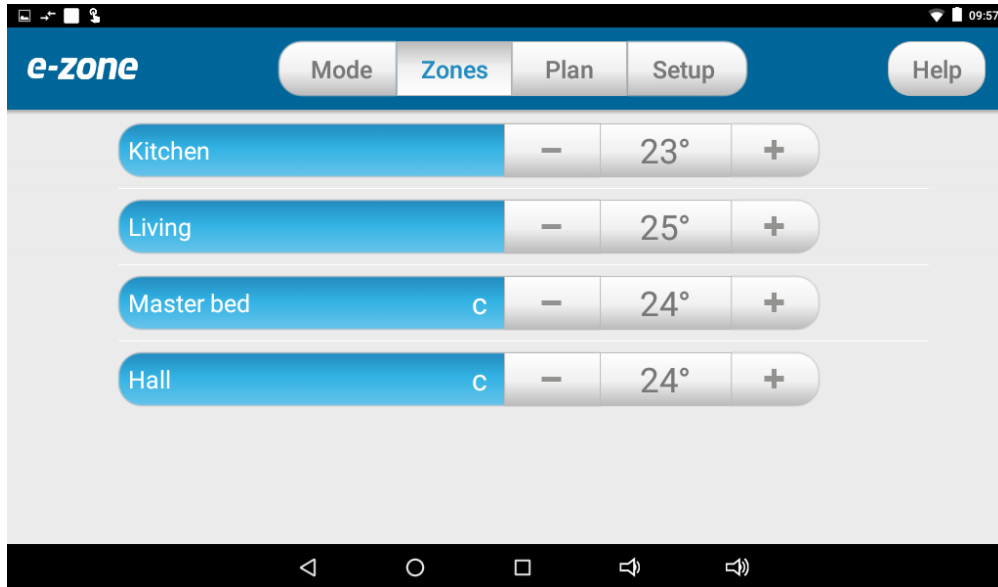 09:57
e-zone Mode Zones Plan Setup Help
Kitchen − 23° +
Living − 25° +
Master bed c − 24° +
Hall c − 24° +